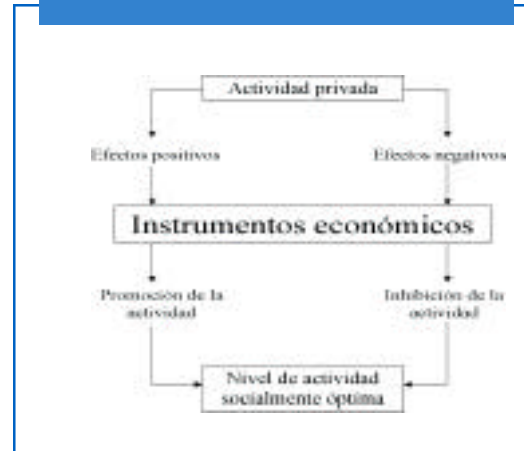 Actividad privada
Efectos positivos
Efectos negativos
Instrumentos económicos
Promoción de la
actividad
Inhibición de la
actividad
Nivel de actividad
socialmente óptima